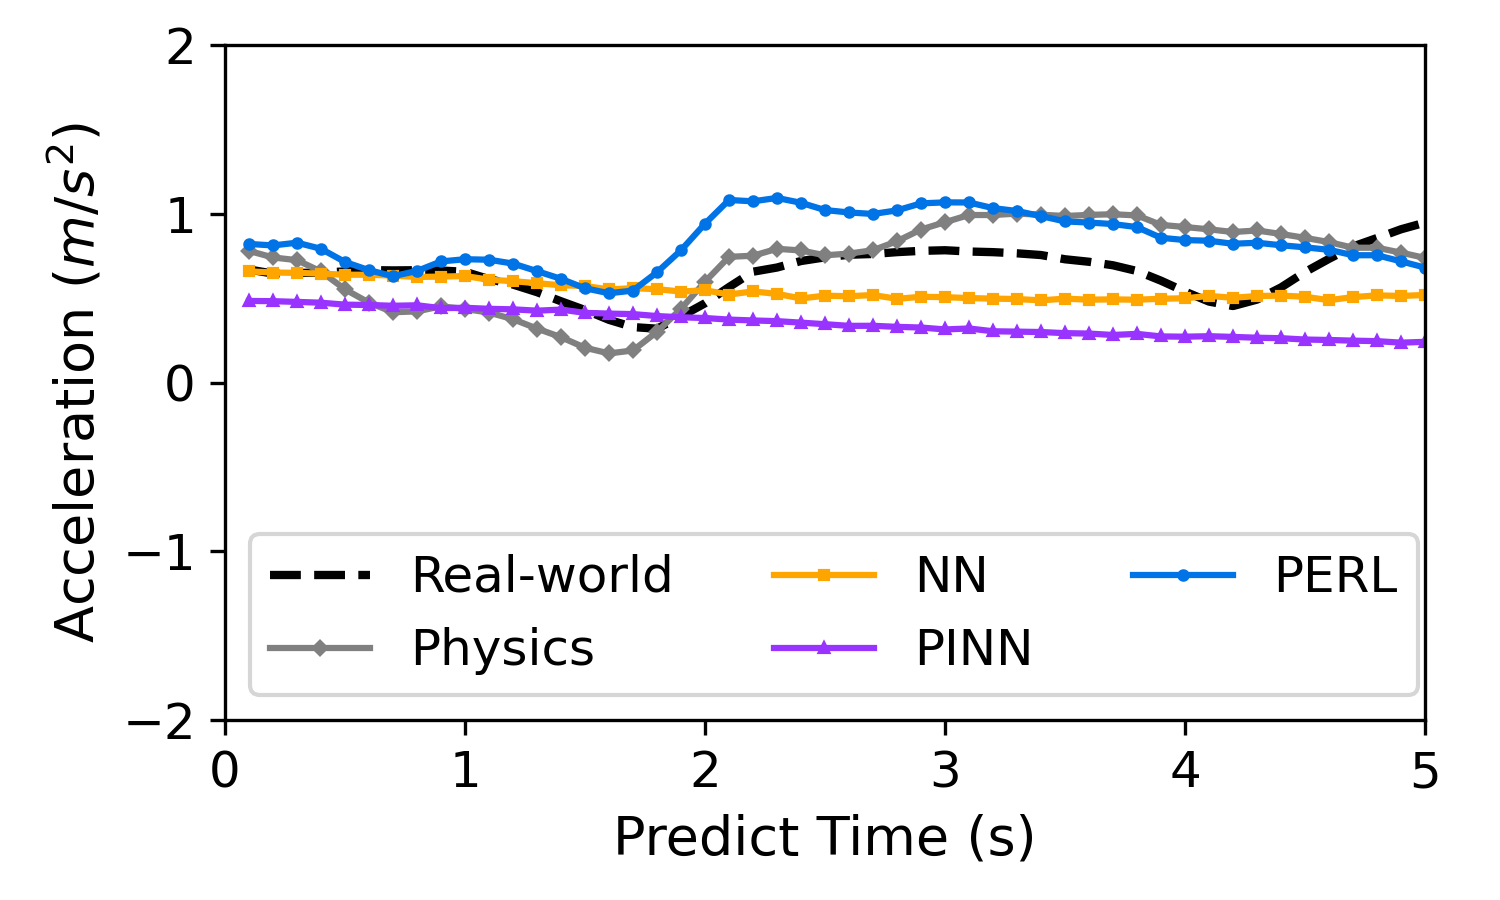 2
1
0
−1
−2
Acceleration (m/s²)
Real-world
Physics
NN
PINN
PERL
0 1 2 3 4 5
Predict Time (s)